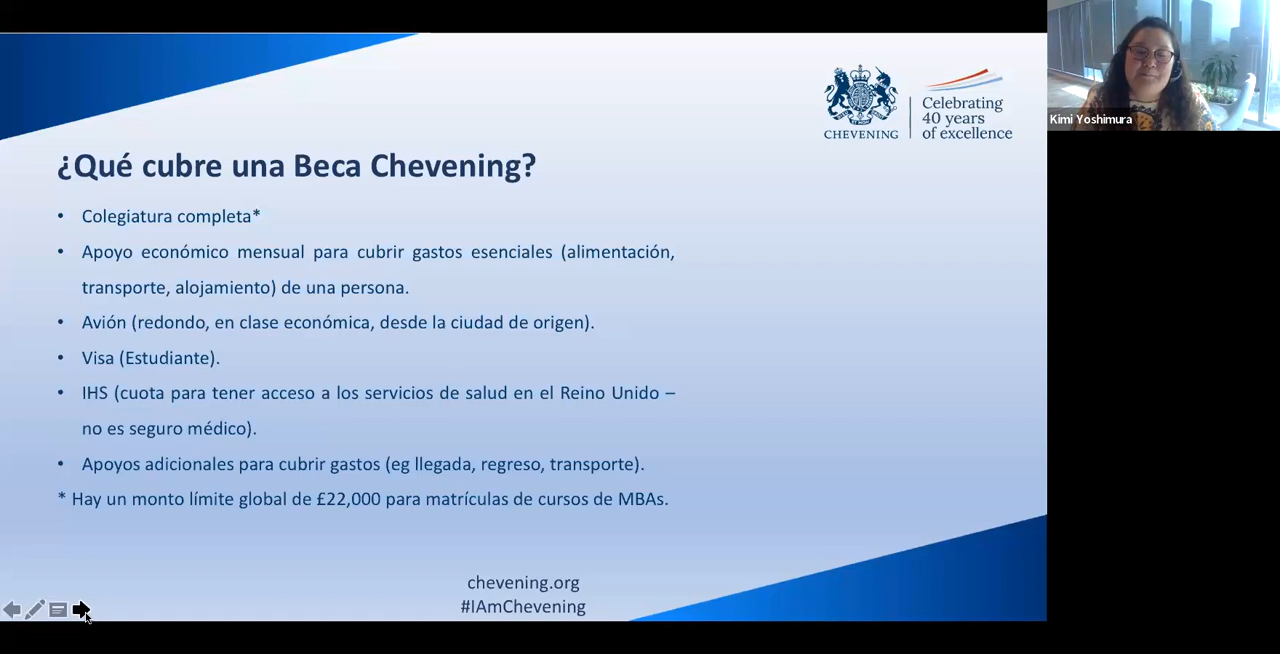 CHEVENING
Celebrating
40 years
of excellence
Kimi Yoshimura
¿Qué cubre una Beca Chevening?
• Colegiatura completa*
• Apoyo económico mensual para cubrir gastos esenciales (alimentación,
transporte, alojamiento) de una persona.
• Avión (redondo, en clase económica, desde la ciudad de origen).
• Visa (Estudiante).
• IHS (cuota para tener acceso a los servicios de salud en el Reino Unido –
no es seguro médico).
• Apoyos adicionales para cubrir gastos (eg llegada, regreso, transporte).
* Hay un monto límite global de £22,000 para matrículas de cursos de MBAs.
chevening.org
#IAmChevening